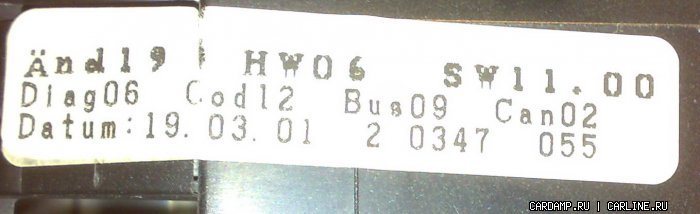 Änd19 HW06 SW11.00
Diag06 Cod12 Bus09 Can02
Datum:19.03.01 2 0347 055
CARDAMP.RU | CARLINE.RU